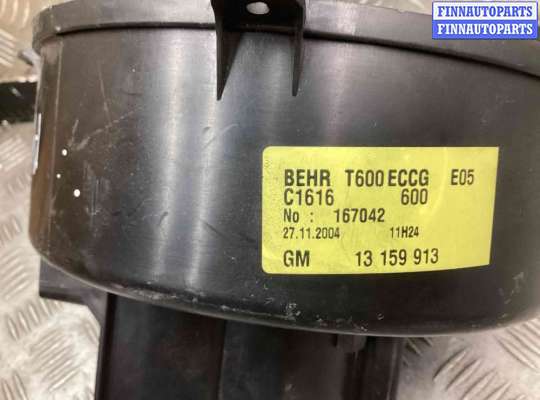 FINNAUTOPARTS
FINNAUTOPARTS
BEHR T600 ECCG E05
C1616 600
No : 167042
27.11.2004 11H24
GM 13 159 913